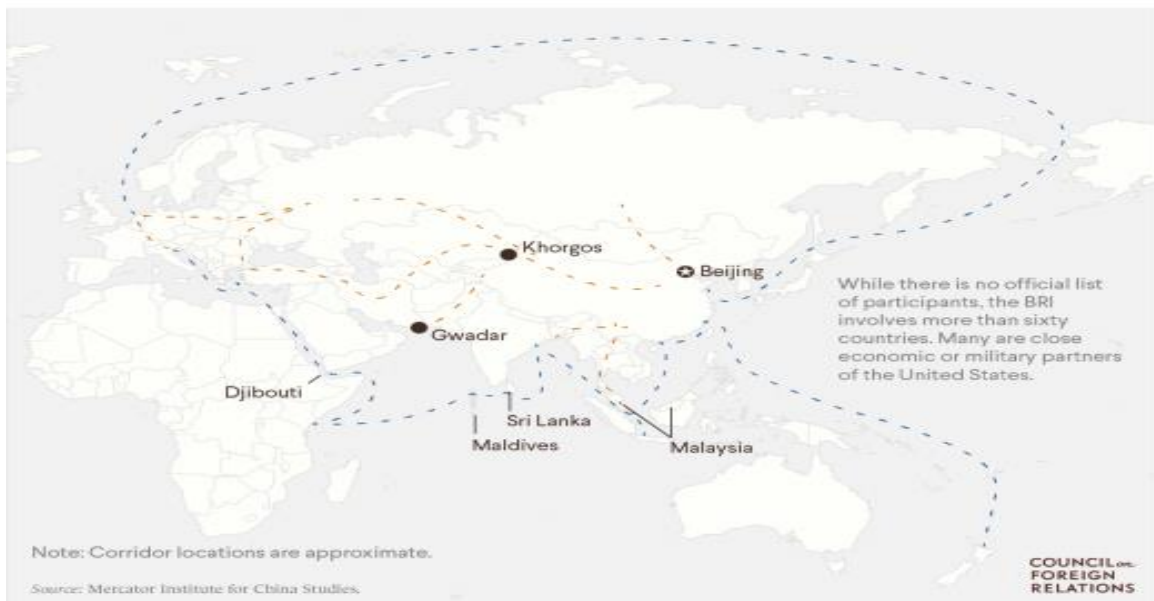 Khorgos
Beijing
While there is no official list
of participants, the BRI
involves more than sixty
countries. Many are close
economic or military partners
of the United States.
Gwadar
Djibouti
Sri Lanka
Maldives
Malaysia
Note: Corridor locations are approximate.
COUNCIL on
FOREIGN
RELATIONS
Source: Mercator Institute for China Studies.